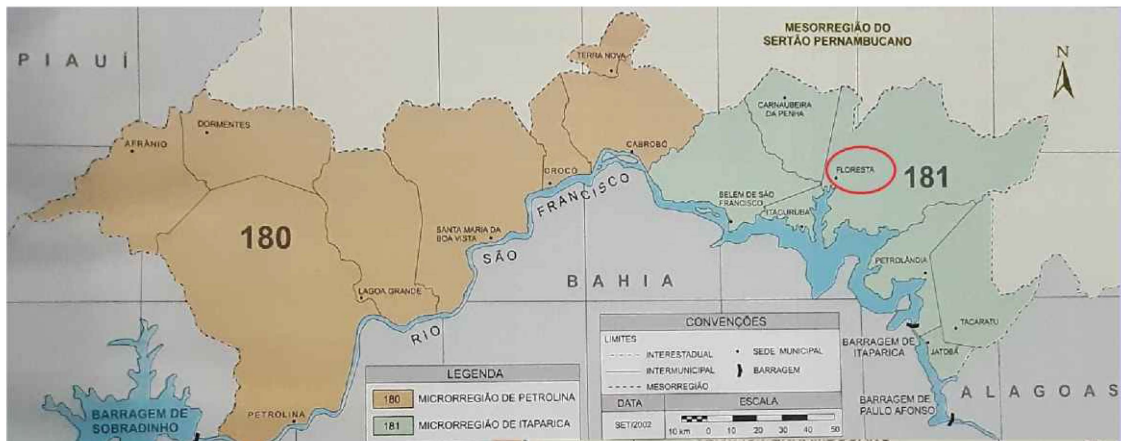 PIAUÍ
MESORREGIÃO DO
SERTÃO PERNAMBUCANO
N
TERRA NOVA
CARNAUBEIRA
DA PENHA
DORMENTES
AFRÂNIO
CABROBÓ
FLORESTA
181
OROCÓ
BELÉM DE SÃO
FRANCISCO
ITACURUBA
180
SANTA MARIA DA
BOA VISTA
RIO SÃO FRANCISCO
PETROLÂNDIA
BAHIA
LAGOA GRANDE
TACARATU
BARRAGEM DE
ITAPARICA
JATOBÁ
ALAGOAS
BARRAGEM DE
PAULO AFONSO
BARRAGEM DE
SOBRADINHO
PETROLINA
LEGENDA
180 MICRORREGIÃO DE PETROLINA
181 MICRORREGIÃO DE ITAPARICA
CONVENÇÕES
LIMITES
INTERESTADUAL
SEDE MUNICIPAL
INTERMUNICIPAL
BARRAGEM
MESORREGIÃO
DATA
ESCALA
SET/2002
10 km 0 10 20 30 40 50